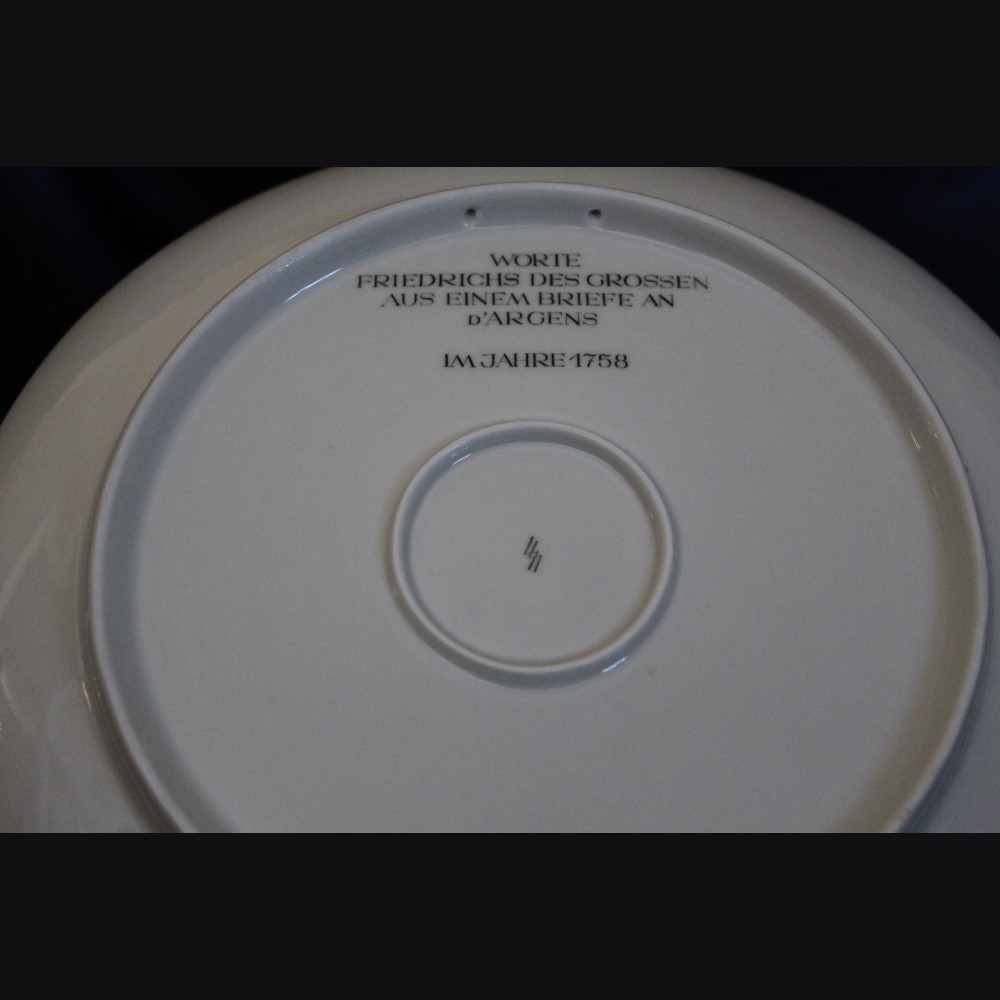 WORTE
FRIEDRICHS DES GROSSEN
AUS EINEM BRIEFE AN
D'ARGENS
IM JAHRE 1758